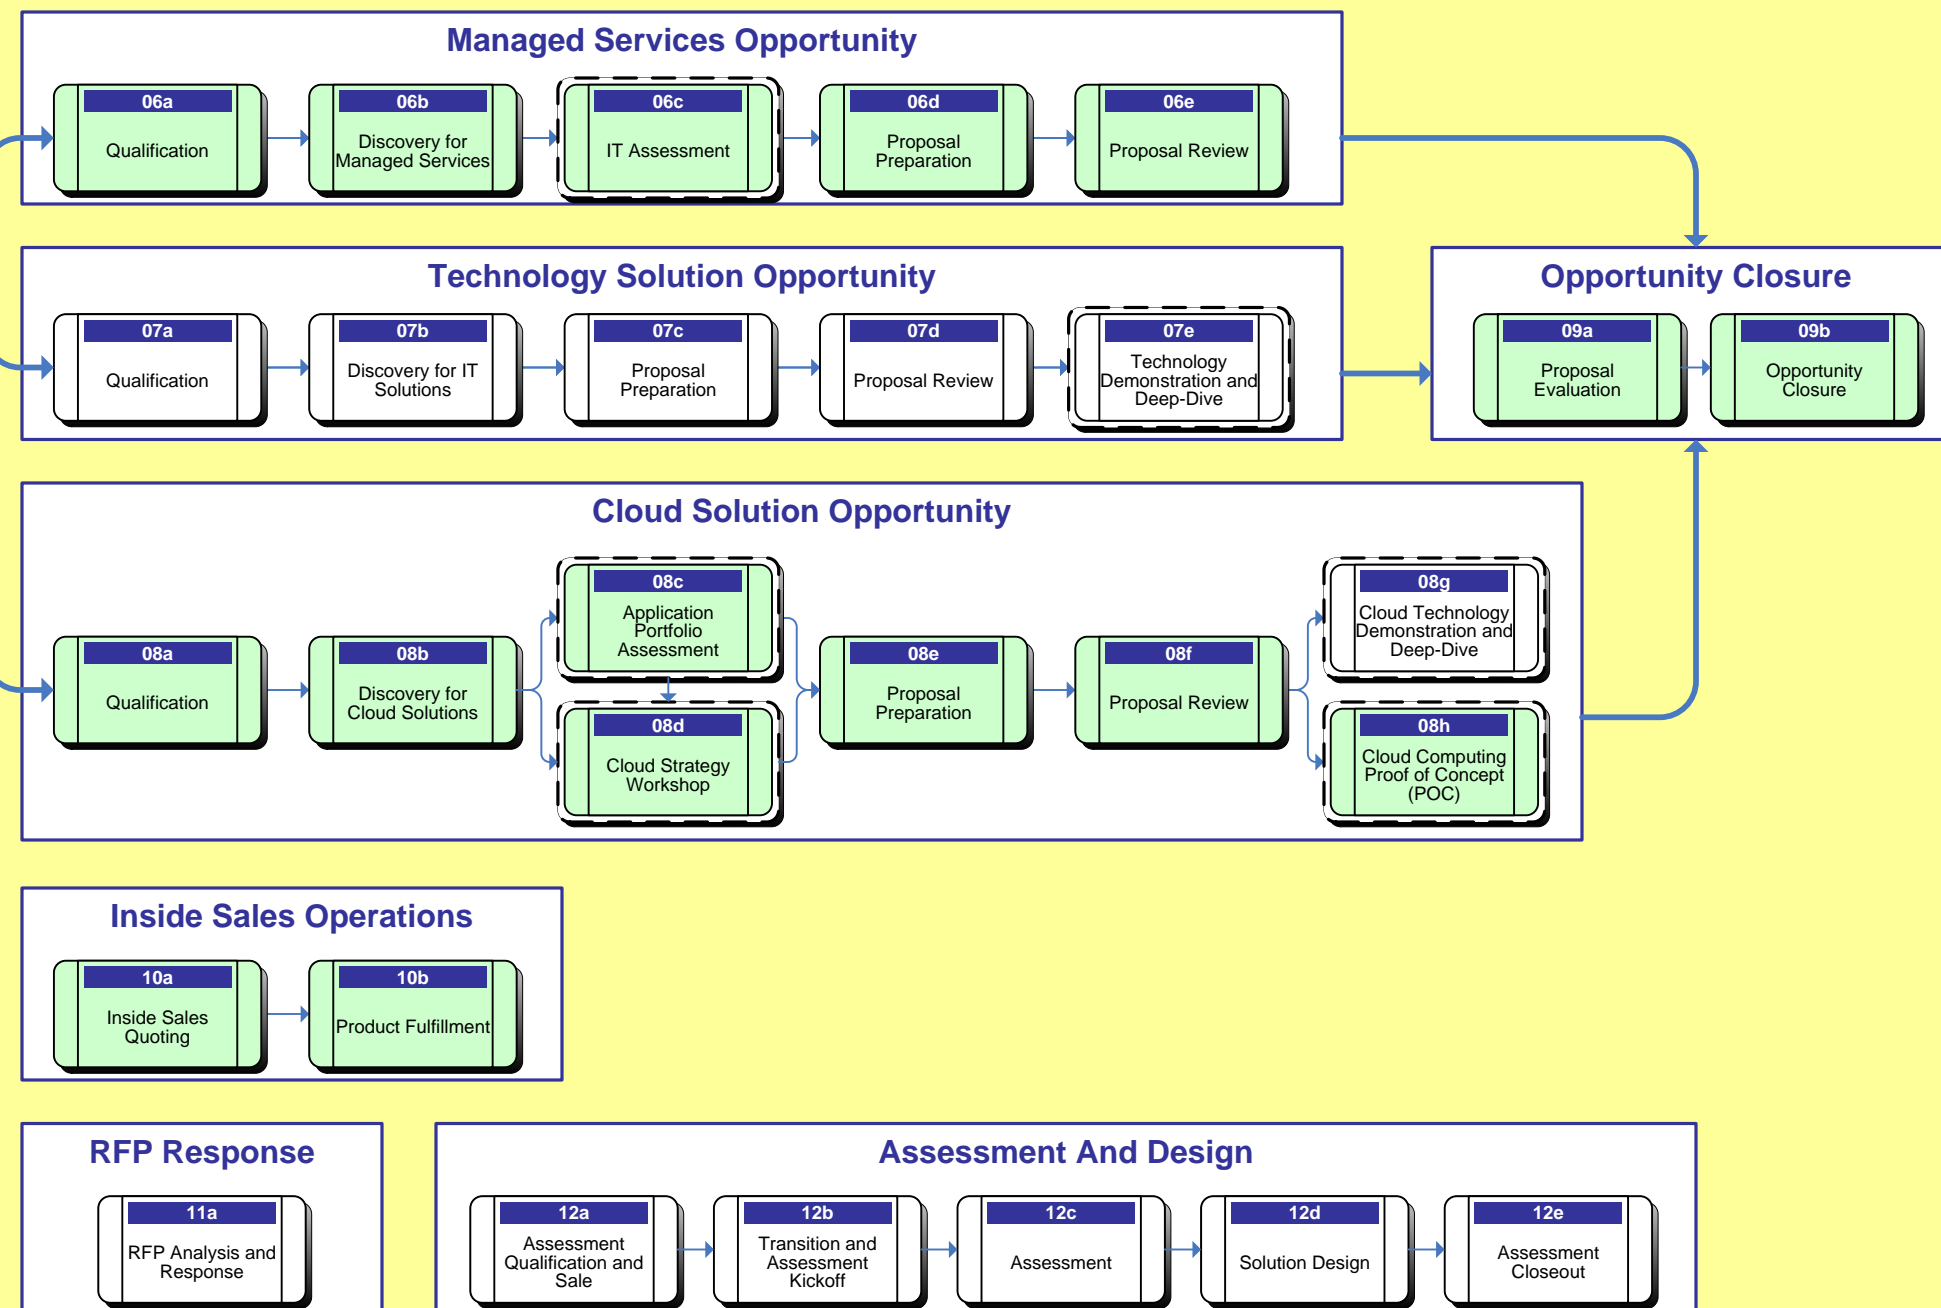 Managed Services Opportunity
06a
Qualification
06b
Discovery for
Managed Services
06c
IT Assessment
06d
Proposal
Preparation
06e
Proposal Review
Technology Solution Opportunity
07a
Qualification
07b
Discovery for IT
Solutions
07c
Proposal
Preparation
07d
Proposal Review
07e
Technology
Demonstration and
Deep-Dive
Opportunity Closure
09a
Proposal
Evaluation
09b
Opportunity
Closure
Cloud Solution Opportunity
08a
Qualification
08b
Discovery for
Cloud Solutions
08c
Application
Portfolio
Assessment
08d
Cloud Strategy
Workshop
08e
Proposal
Preparation
08f
Proposal Review
08g
Cloud Technology
Demonstration and
Deep-Dive
08h
Cloud Computing
Proof of Concept
(POC)
Inside Sales Operations
10a
Inside Sales
Quoting
10b
Product Fulfillment
RFP Response
11a
RFP Analysis and
Response
Assessment And Design
12a
Assessment
Qualification and
Sale
12b
Transition and
Assessment
Kickoff
12c
Assessment
12d
Solution Design
12e
Assessment
Closeout